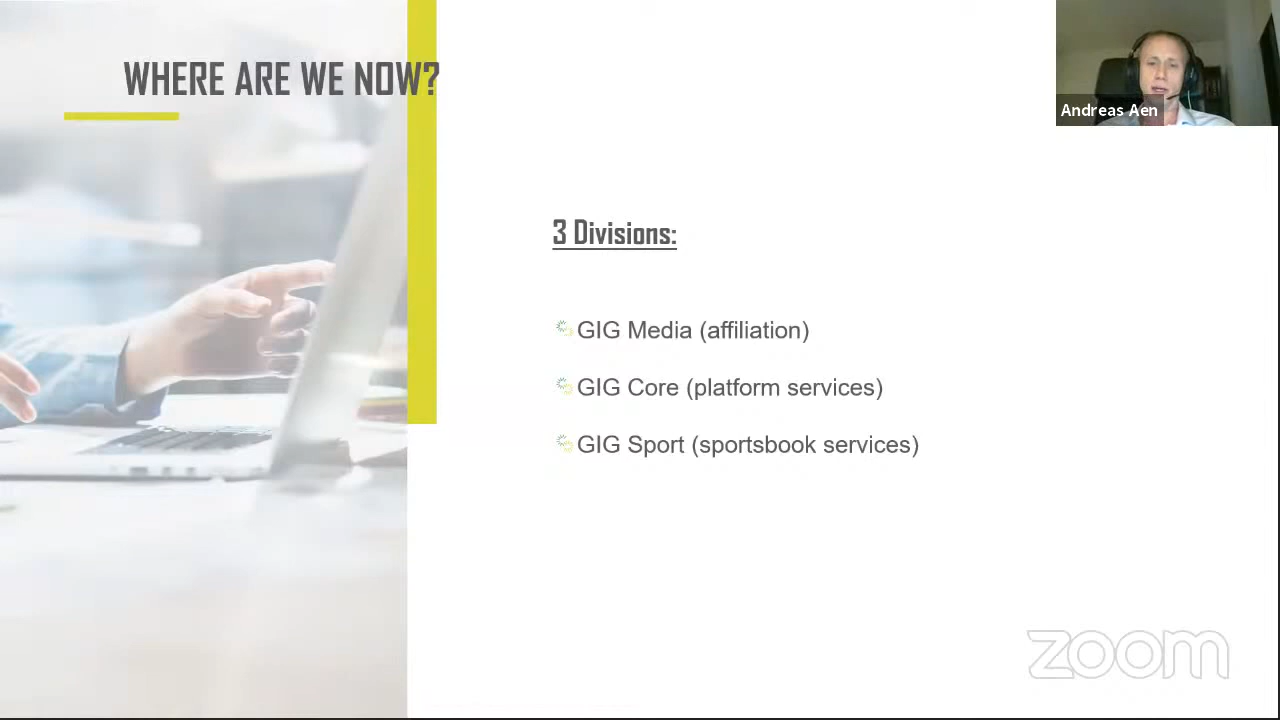 WHERE ARE WE NOW?
Andreas Aen
3 Divisions:
GIG Media (affiliation)
GIG Core (platform services)
GIG Sport (sportsbook services)
zoom